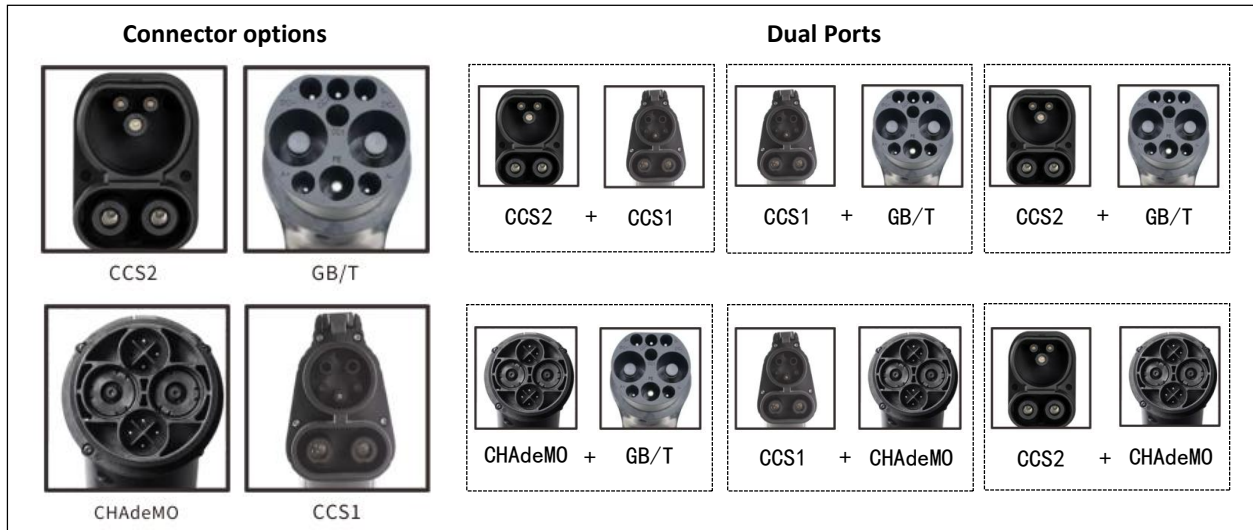 Connector options
Dual Ports
CCS2
GB/T
CHAdeMO
CCS1
CCS2 + CCS1
CCS1 + GB/T
CCS2 + GB/T
CHAdeMO + GB/T
CCS1 + CHAdeMO
CCS2 + CHAdeMO